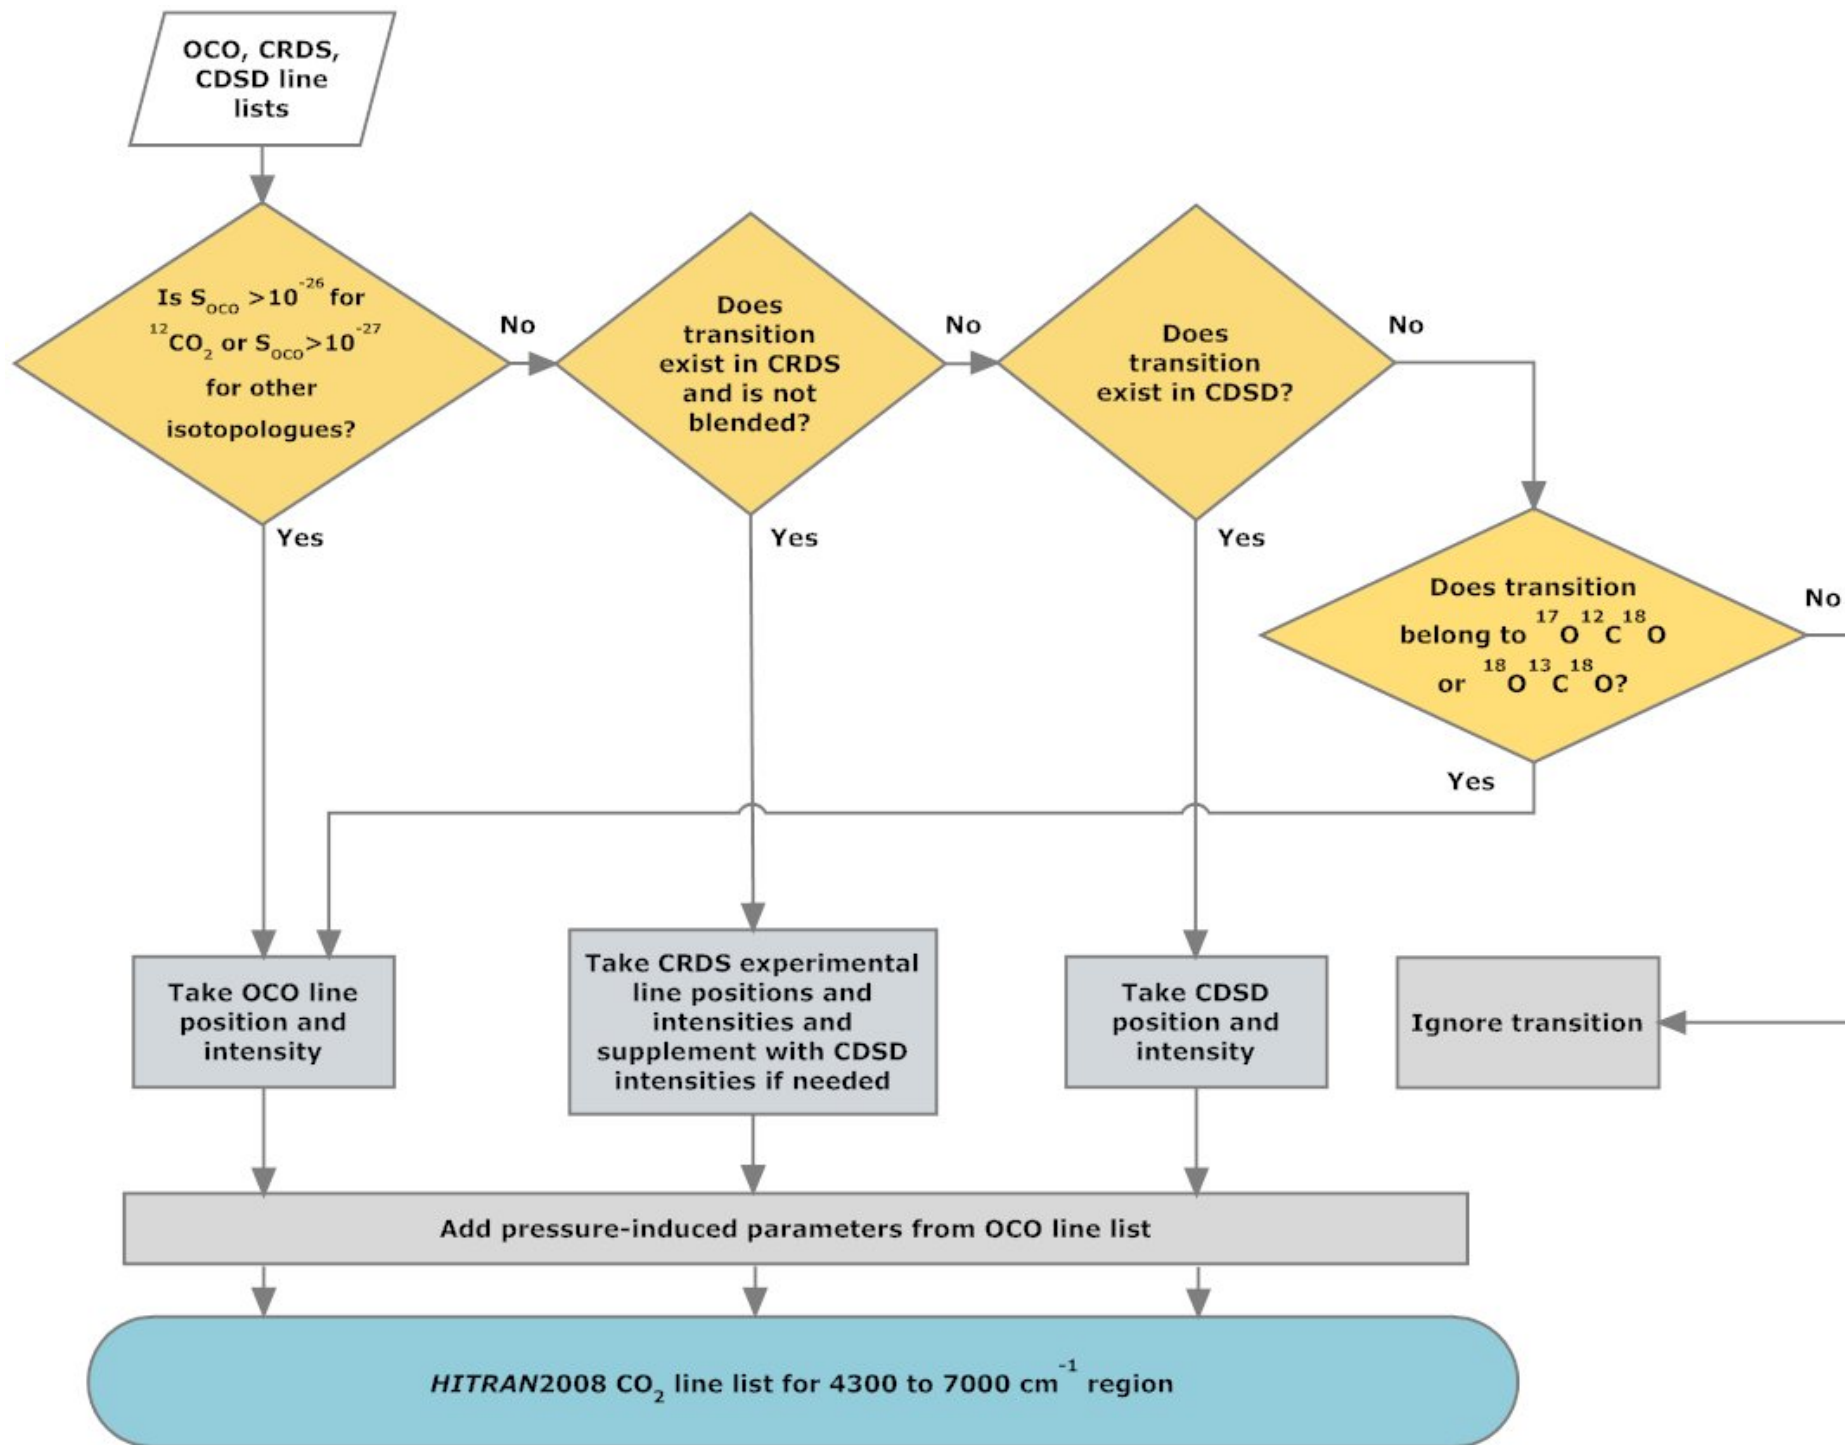 OCO, CRDS,
CDSD line
lists
Is S_oco >10^-26 for
^12CO_2 or S_oco>10^-27
for other
isotopologues?
No
Yes
Does
transition
exist in CRDS
and is not
blended?
No
Yes
Does
transition
exist in CDSD?
No
Yes
Does transition
belong to ^17O^12C^18O
or ^18O^13C^18O?
No
Yes
Take OCO line
position and
intensity
Take CRDS experimental
line positions and
intensities and
supplement with CDSD
intensities if needed
Take CDSD
position and
intensity
Ignore transition
Add pressure-induced parameters from OCO line list
HITRAN2008 CO_2 line list for 4300 to 7000 cm^-1 region